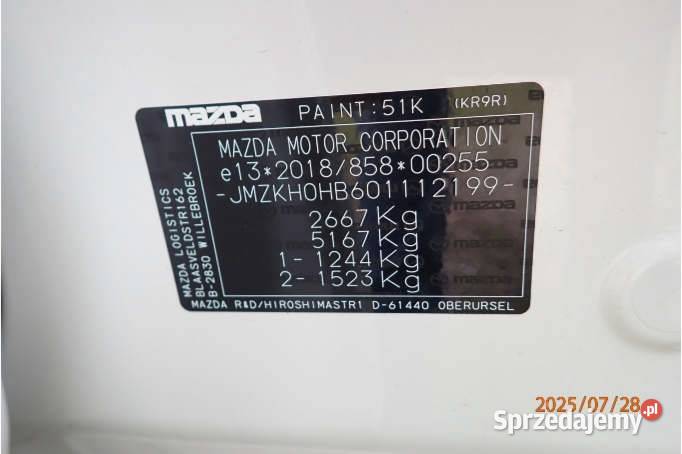 mazda PAINT:51K (KR9R)
MAZDA MOTOR CORPORATION
e13*2018/858*00255
-JMZKH0HB601112199-
2667Kg
5167Kg
1-1244Kg
2-1523Kg
MAZDA LOGISTICS
BLAASVELDSTR162
B-2830 WILLEBROEK
MAZDA R&D/HIROSHIMASTR1 D-61440 OBERURSEL
2025/07/28
Sprzedajemy.pl